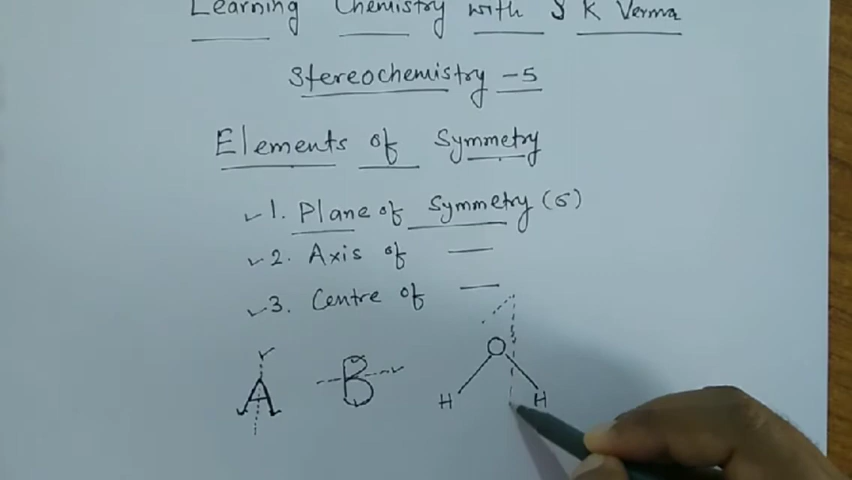 Learning Chemistry with S K Verma
Stereochemistry -5
Elements of Symmetry
1. Plane of Symmetry (σ)
2. Axis of —
3. Centre of —
A B O
H H